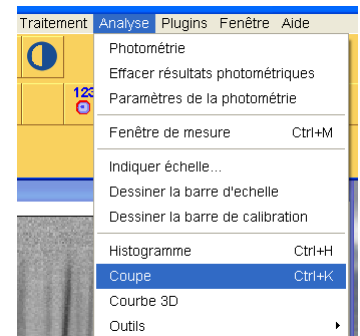 Traitement Analyse Plugins Fenêtre Aide
Photométrie
Effacer résultats photométriques
123
Paramètres de la photométrie
Fenêtre de mesure Ctrl+M
Indiquer échelle...
Dessiner la barre d'echelle
Dessiner la barre de calibration
Histogramme Ctrl+H
Coupe Ctrl+K
Courbe 3D
Outils